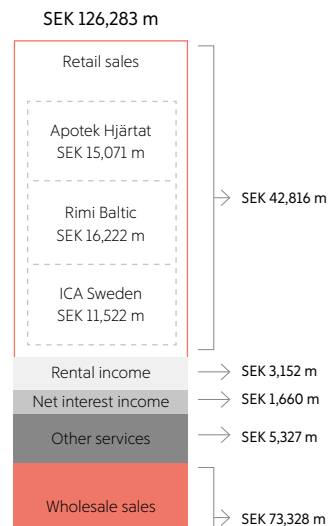 SEK 126,283 m
Retail sales
Apotek Hjärtat
SEK 15,071 m
Rimi Baltic
SEK 16,222 m
ICA Sweden
SEK 11,522 m
SEK 42,816 m
Rental income
SEK 3,152 m
Net interest income
SEK 1,660 m
Other services
SEK 5,327 m
Wholesale sales
SEK 73,328 m